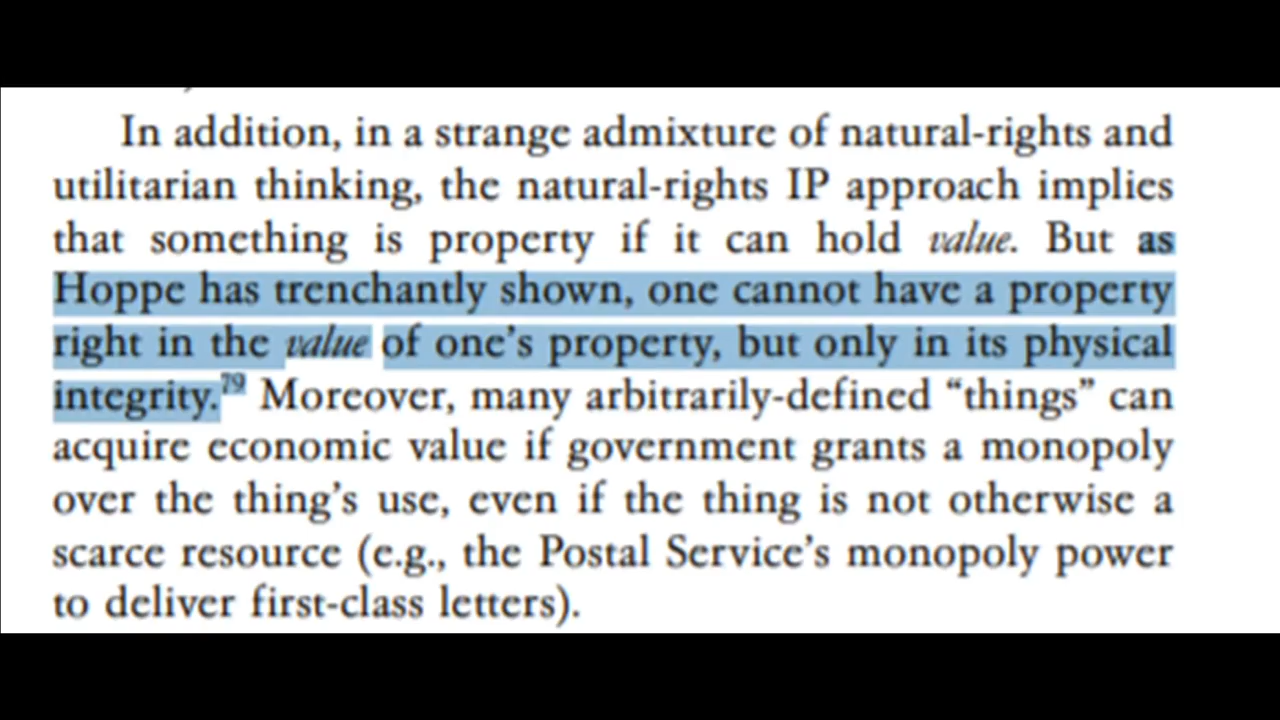 In addition, in a strange admixture of natural-rights and
utilitarian thinking, the natural-rights IP approach implies
that something is property if it can hold value. But as
Hoppe has trenchantly shown, one cannot have a property
right in the value of one's property, but only in its physical
integrity.79 Moreover, many arbitrarily-defined “things” can
acquire economic value if government grants a monopoly
over the thing's use, even if the thing is not otherwise a
scarce resource (e.g., the Postal Service's monopoly power
to deliver first-class letters).